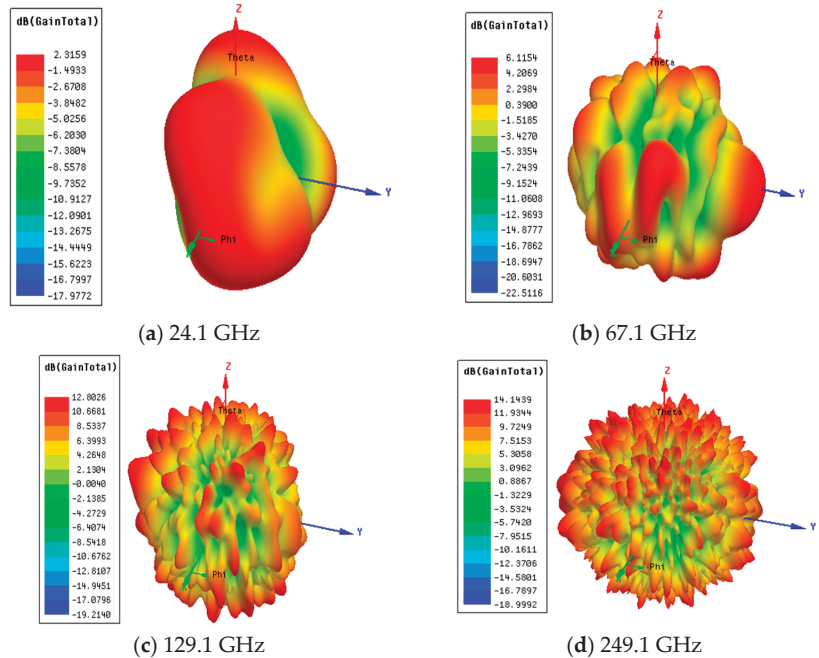 dB(GainTotal)
2.3159
-1.4933
-2.6708
-3.8482
-5.0256
-6.2030
-7.3804
-8.5578
-9.7352
-10.9127
-12.0901
-13.2675
-14.4449
-15.6223
-16.7997
-17.9772
Z
Theta
Y
Phi
(a) 24.1 GHz
dB(GainTotal)
6.1154
4.2069
2.2984
0.3900
-1.5185
-3.4270
-5.3354
-7.2439
-9.1524
-11.0608
-12.9693
-14.8777
-16.7862
-18.6947
-20.6031
-22.5116
Z
Theta
Y
Phi
(b) 67.1 GHz
dB(GainTotal)
12.8026
10.6681
8.5337
6.3993
4.2648
2.1304
-0.0040
-2.1385
-4.2729
-6.4074
-8.5418
-10.6762
-12.8107
-14.9451
-17.0796
-19.2140
Z
Theta
Y
Phi
(c) 129.1 GHz
dB(GainTotal)
14.1439
11.9344
9.7249
7.5153
5.3058
3.0962
0.8867
-1.3229
-3.5324
-5.7420
-7.9515
-10.1611
-12.3706
-14.5801
-16.7897
-18.9992
Z
Theta
Y
Phi
(d) 249.1 GHz